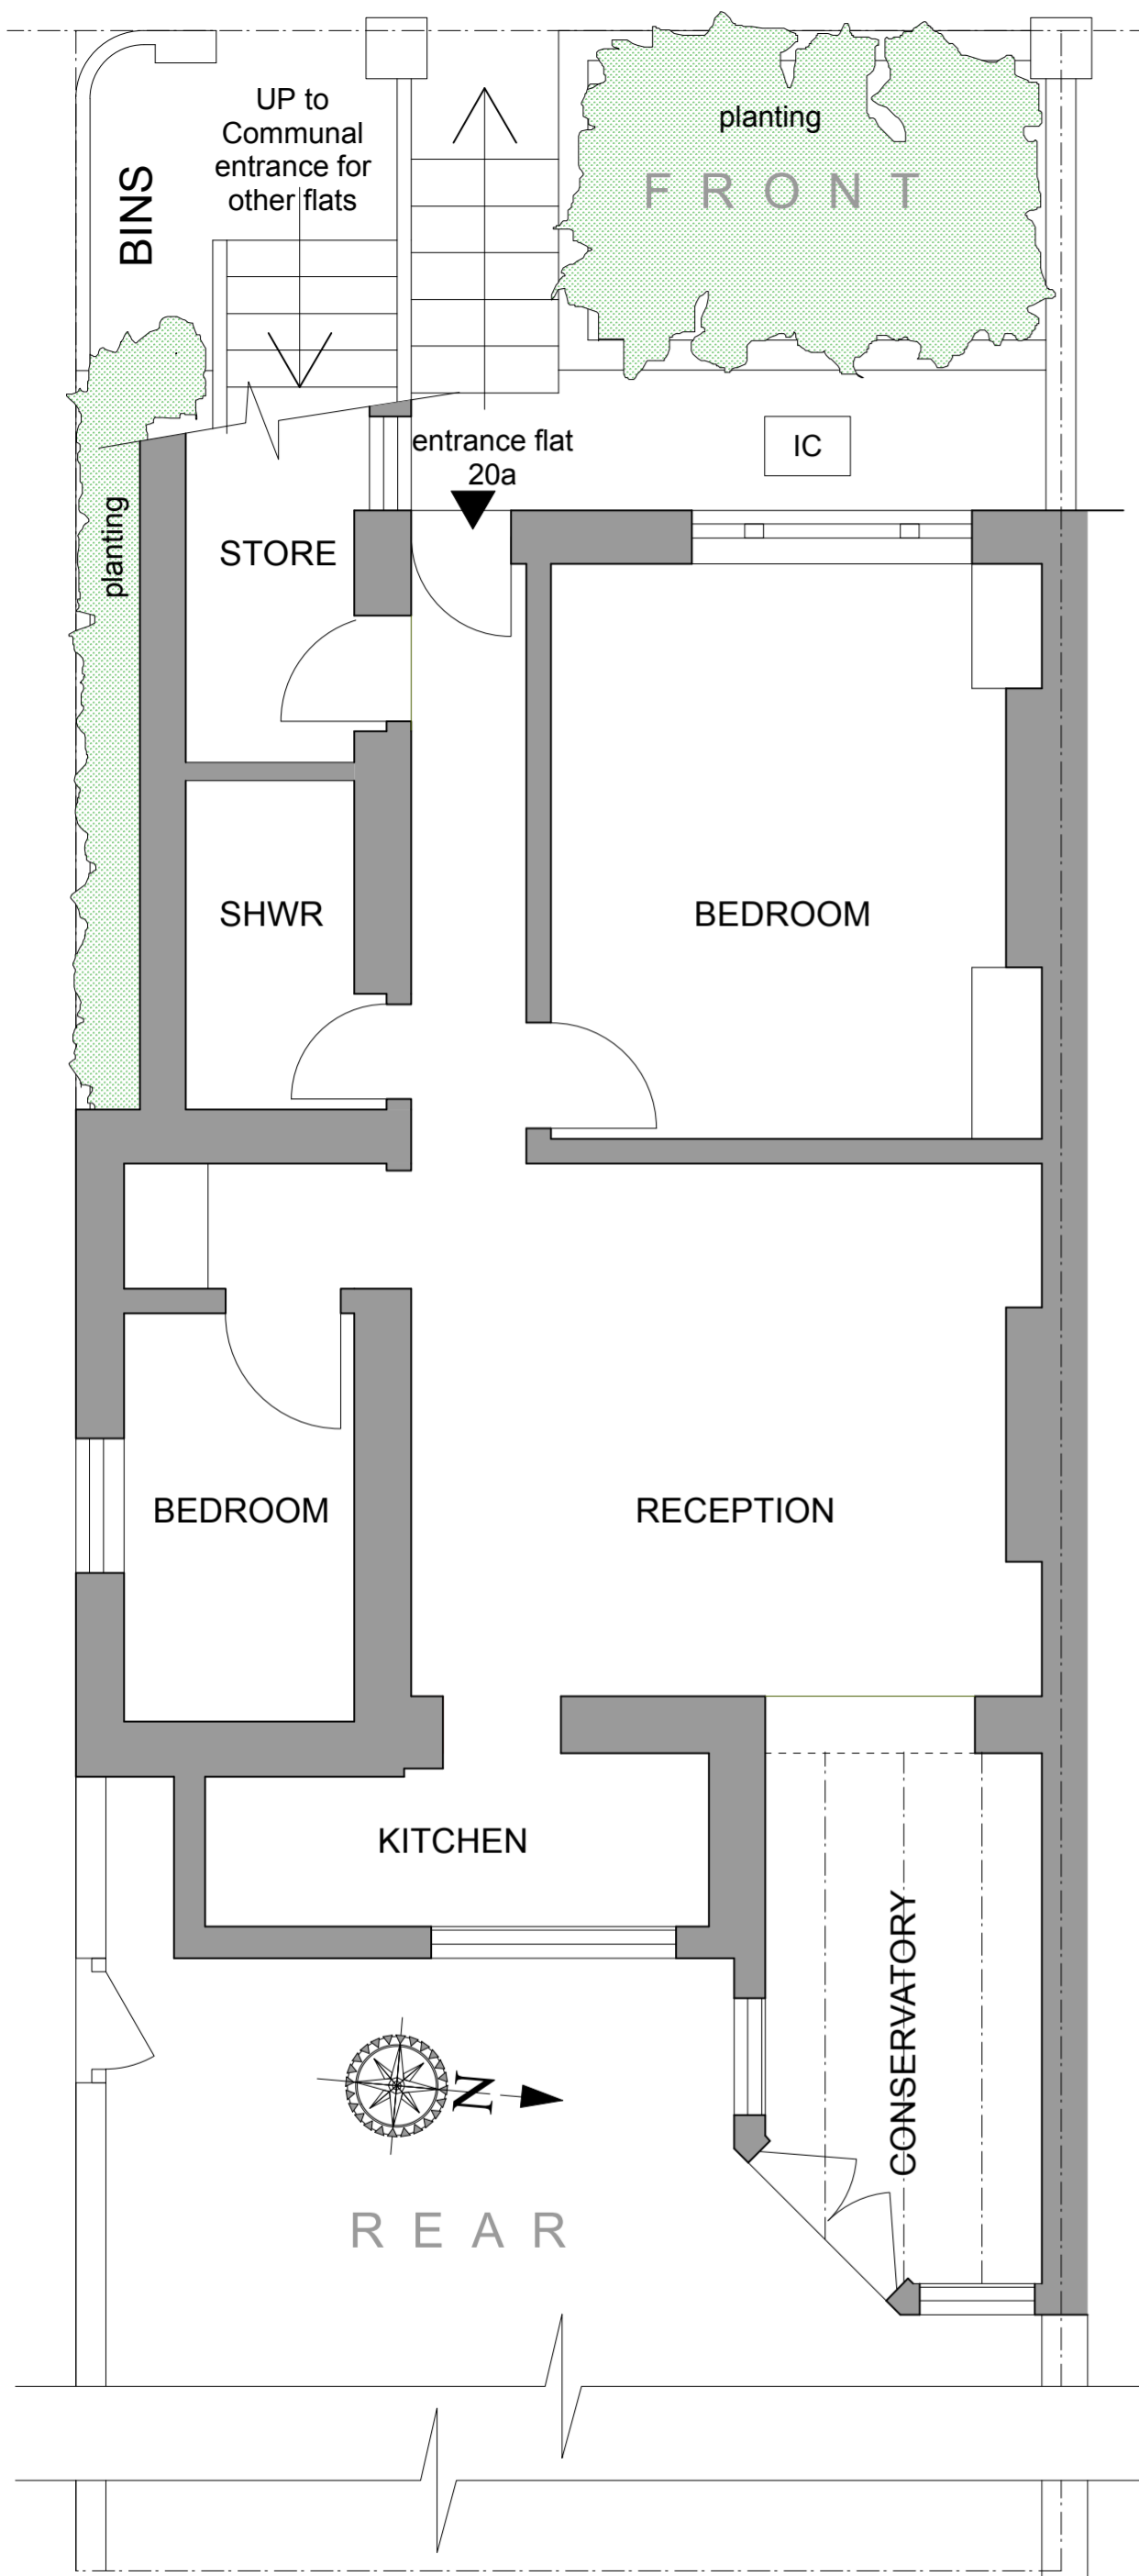 UP to
Communal
entrance for
other flats
planting
FRONT
BINS
entrance flat
20a
IC
planting
STORE
SHWR
BEDROOM
BEDROOM
RECEPTION
KITCHEN
CONSERVATORY
N
REAR